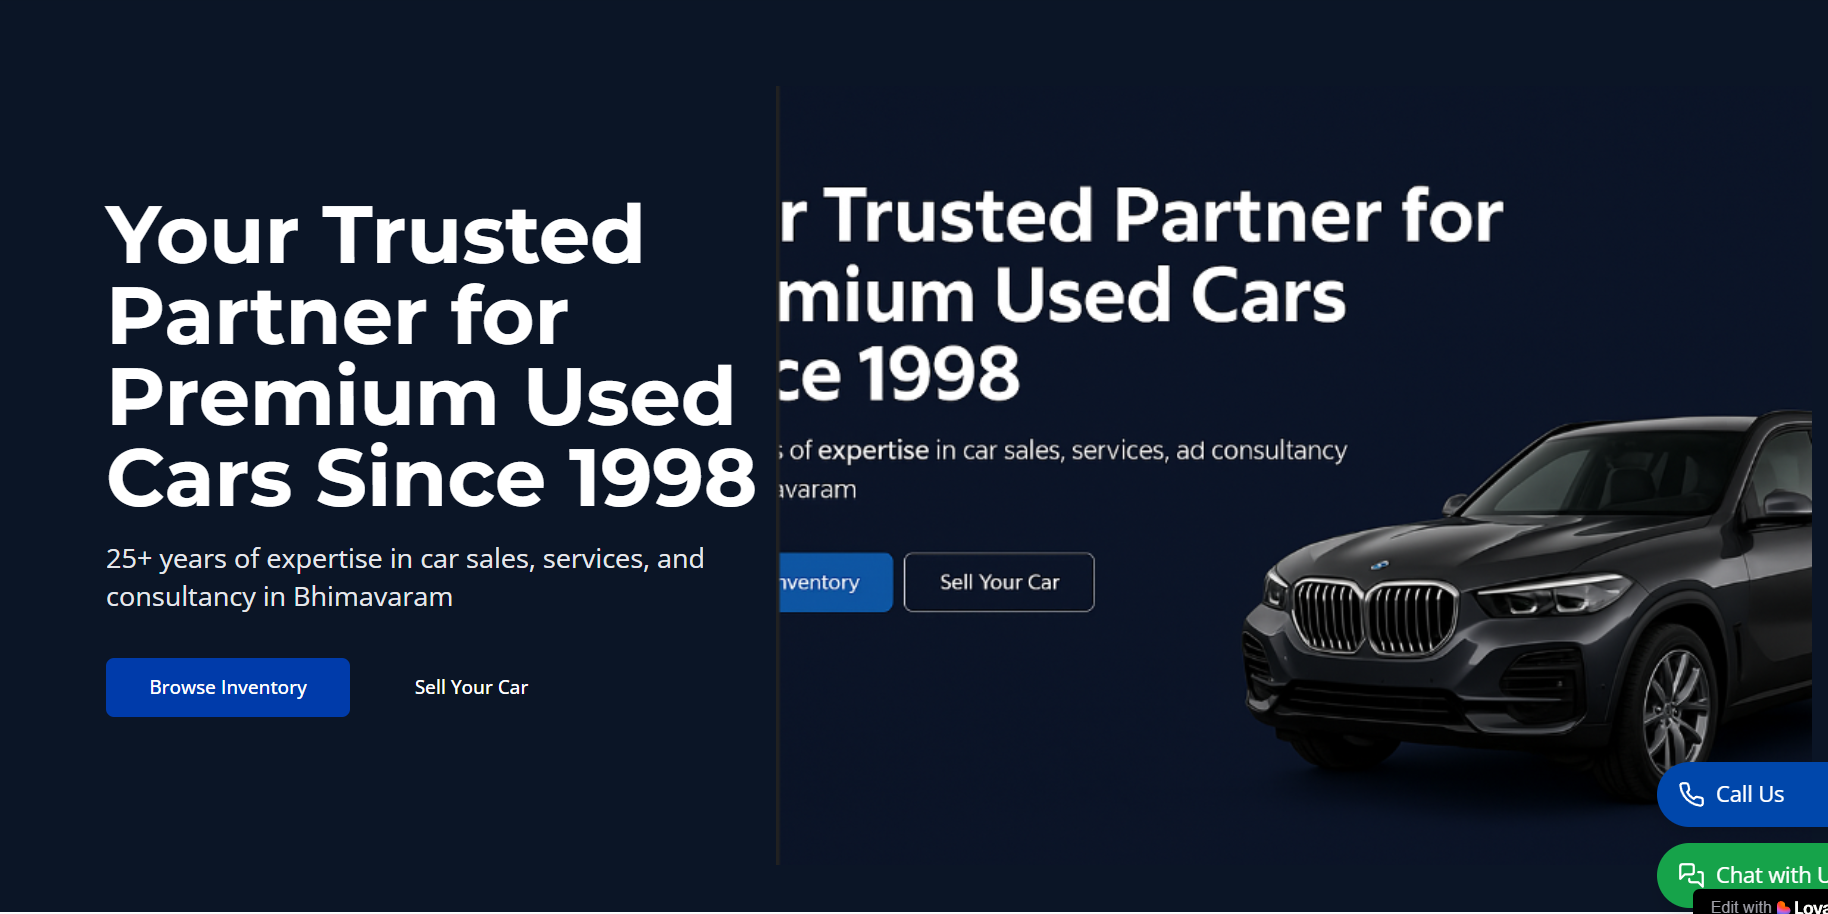 Your Trusted
Partner for
Premium Used
Cars Since 1998
25+ years of expertise in car sales, services, and
consultancy in Bhimavaram
Browse Inventory
Sell Your Car
r Trusted Partner for
mium Used Cars
ce 1998
s of expertise in car sales, services, ad consultancy
avaram
nventory
Sell Your Car
Call Us
Chat with U
Edit with Lova